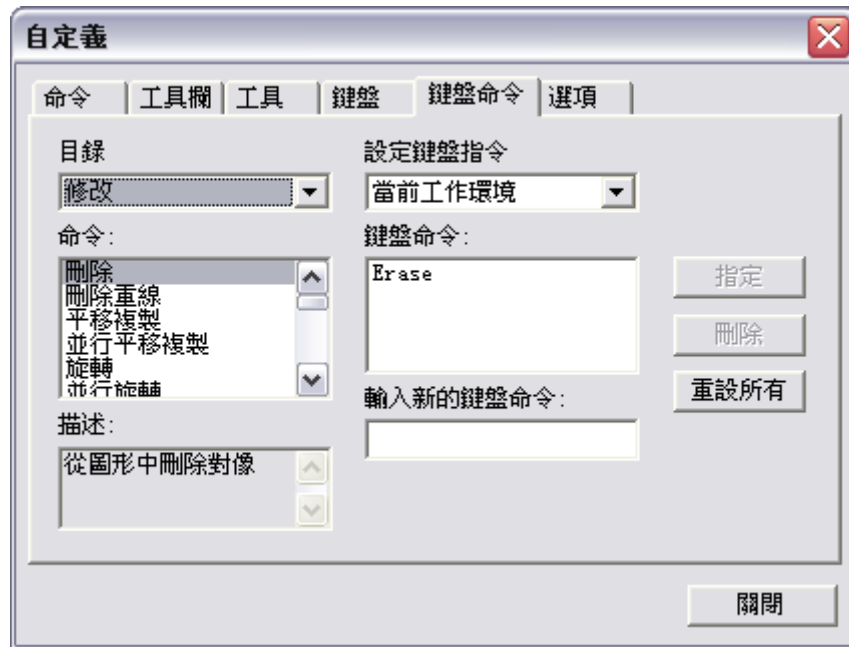 自定義
命令 工具欄 工具 鍵盤 鍵盤命令 選項
目錄
修改
命令:
刪除
刪除重線
平移複製
並行平移複製
旋轉
並行旋轉
描述:
從圖形中刪除對像
設定鍵盤指令
當前工作環境
鍵盤命令:
Erase
輸入新的鍵盤命令:
指定
刪除
重設所有
關閉